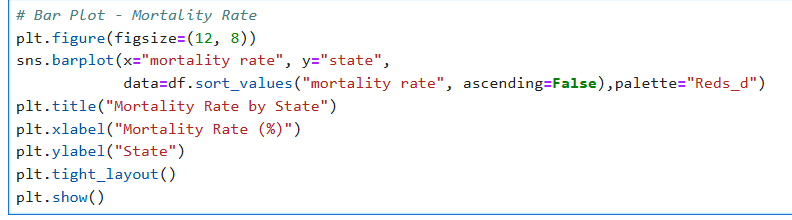 # Bar Plot - Mortality Rate
plt.figure(figsize=(12, 8))
sns.barplot(x="mortality rate", y="state",
            data=df.sort_values("mortality rate", ascending=False),palette="Reds_d")
plt.title("Mortality Rate by State")
plt.xlabel("Mortality Rate (%)")
plt.ylabel("State")
plt.tight_layout()
plt.show()